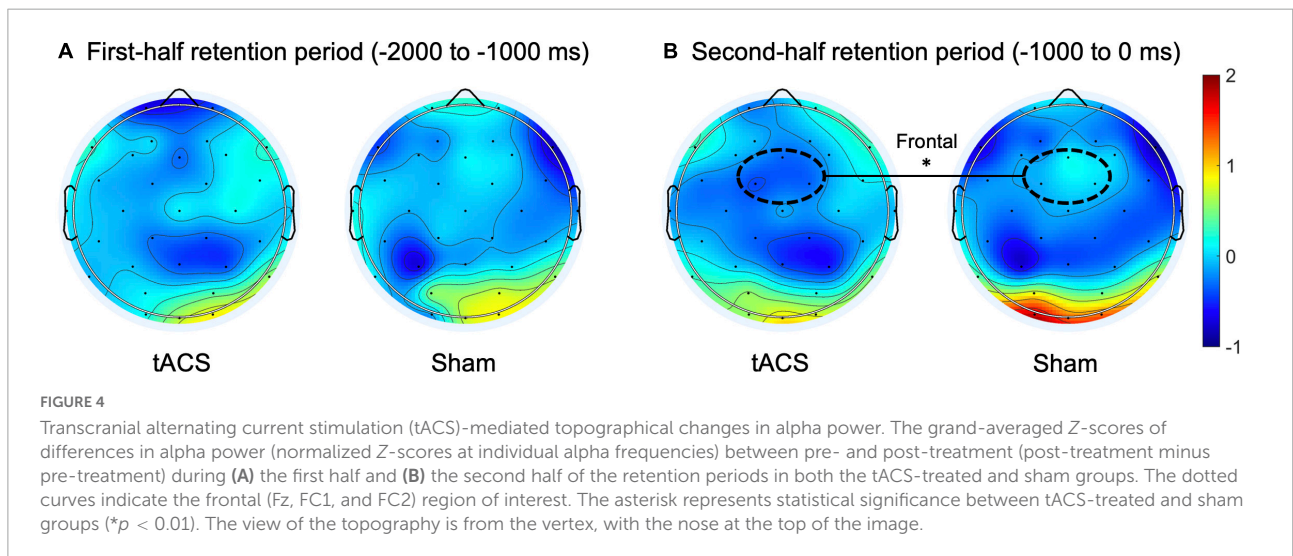 A First-half retention period (-2000 to -1000 ms)
B Second-half retention period (-1000 to 0 ms)
Frontal
*
2
1
0
-1
tACS
Sham
tACS
Sham
FIGURE 4
Transcranial alternating current stimulation (tACS)-mediated topographical changes in alpha power. The grand-averaged Z-scores of
differences in alpha power (normalized Z-scores at individual alpha frequencies) between pre- and post-treatment (post-treatment minus
pre-treatment) during (A) the first half and (B) the second half of the retention periods in both the tACS-treated and sham groups. The dotted
curves indicate the frontal (Fz, FC1, and FC2) region of interest. The asterisk represents statistical significance between tACS-treated and sham
groups (*p < 0.01). The view of the topography is from the vertex, with the nose at the top of the image.